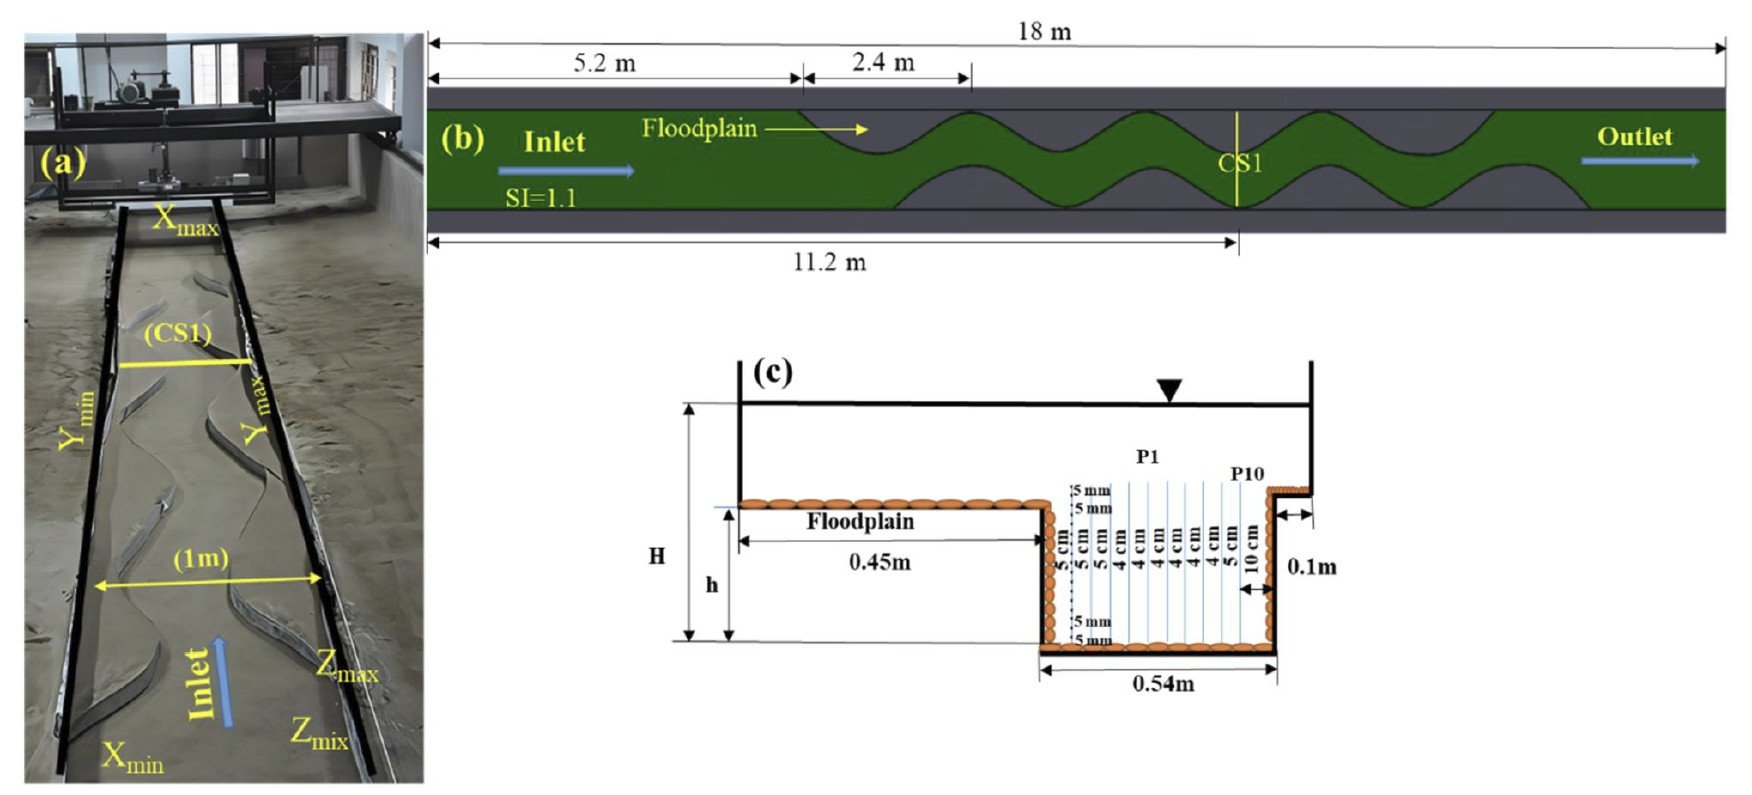 (a)
Xmax
(CS1)
Ymin
Ymax
(1m)
Inlet
Zmax
Zmix
Xmin
18 m
5.2 m
2.4 m
(b)
Inlet
Floodplain
CS1
Outlet
SI=1.1
11.2 m
(c)
P1
P10
5 mm
5 mm
Floodplain
0.45m
H
h
5 cm
5 cm
5 cm
4 cm
4 cm
4 cm
4 cm
4 cm
4 cm
5 cm
10 cm
0.1m
5 mm
5 mm
0.54m